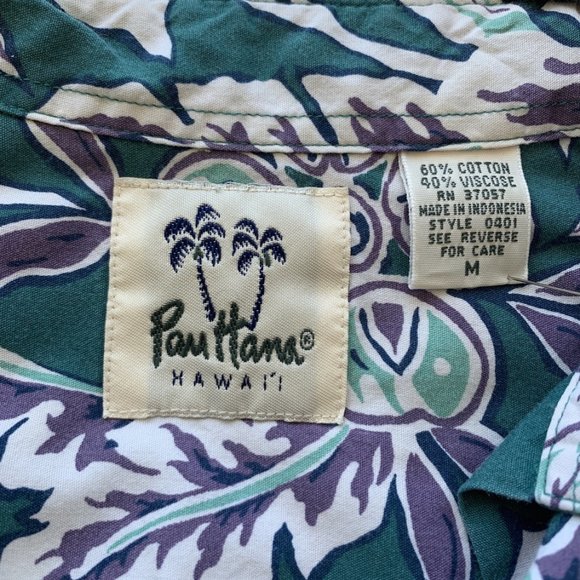 Pau Hana®
HAWAI'I
60% COTTON
40% VISCOSE
RN 37057
MADE IN INDONESIA
STYLE 0401
SEE REVERSE
FOR CARE
M